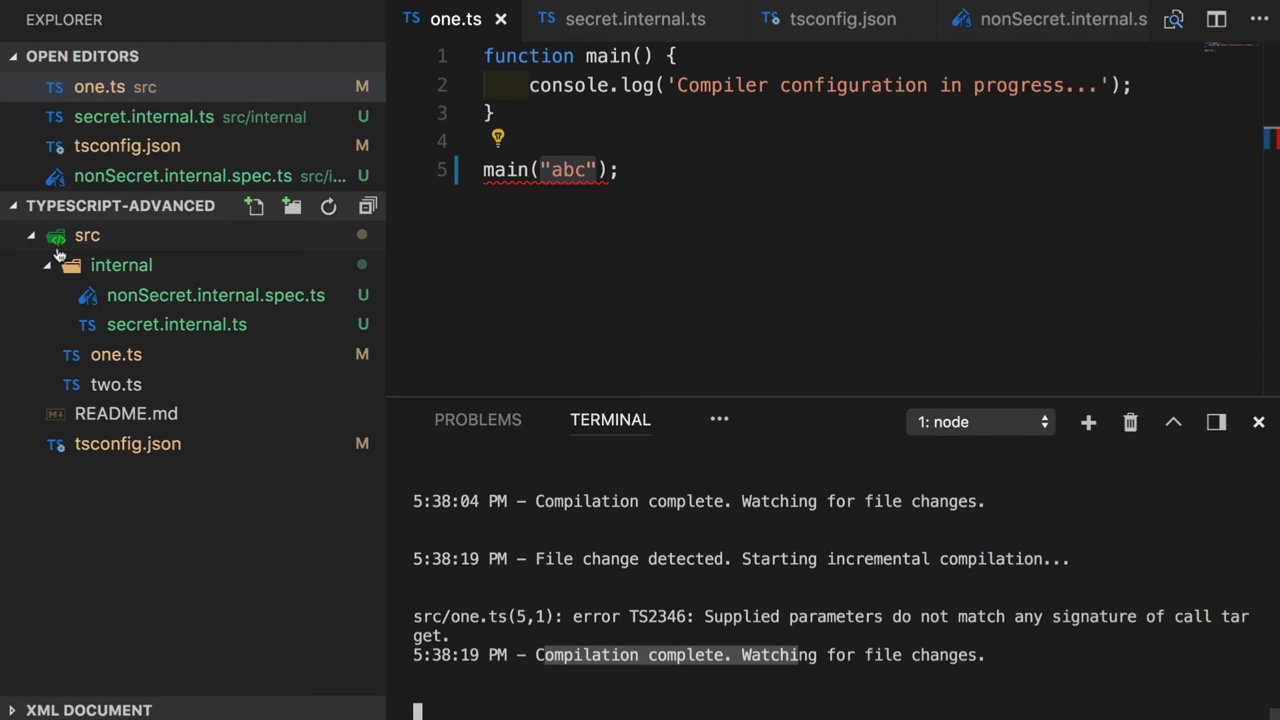 EXPLORER
OPEN EDITORS
TS one.ts src M
TS secret.internal.ts src/internal U
TS tsconfig.json M
nonSecret.internal.spec.ts src/i... U
TYPESCRIPT-ADVANCED
src
internal
nonSecret.internal.spec.ts U
TS secret.internal.ts U
TS one.ts M
TS two.ts
README.md
TS tsconfig.json M
XML DOCUMENT
TS one.ts
TS secret.internal.ts
TS tsconfig.json
nonSecret.internal.s
1 function main() {
2 console.log('Compiler configuration in progress...');
3 }
4
5 main("abc");
PROBLEMS TERMINAL ••• 1: node
5:38:04 PM – Compilation complete. Watching for file changes.
5:38:19 PM – File change detected. Starting incremental compilation...
src/one.ts(5,1): error TS2346: Supplied parameters do not match any signature of call tar
get.
5:38:19 PM – Compilation complete. Watching for file changes.